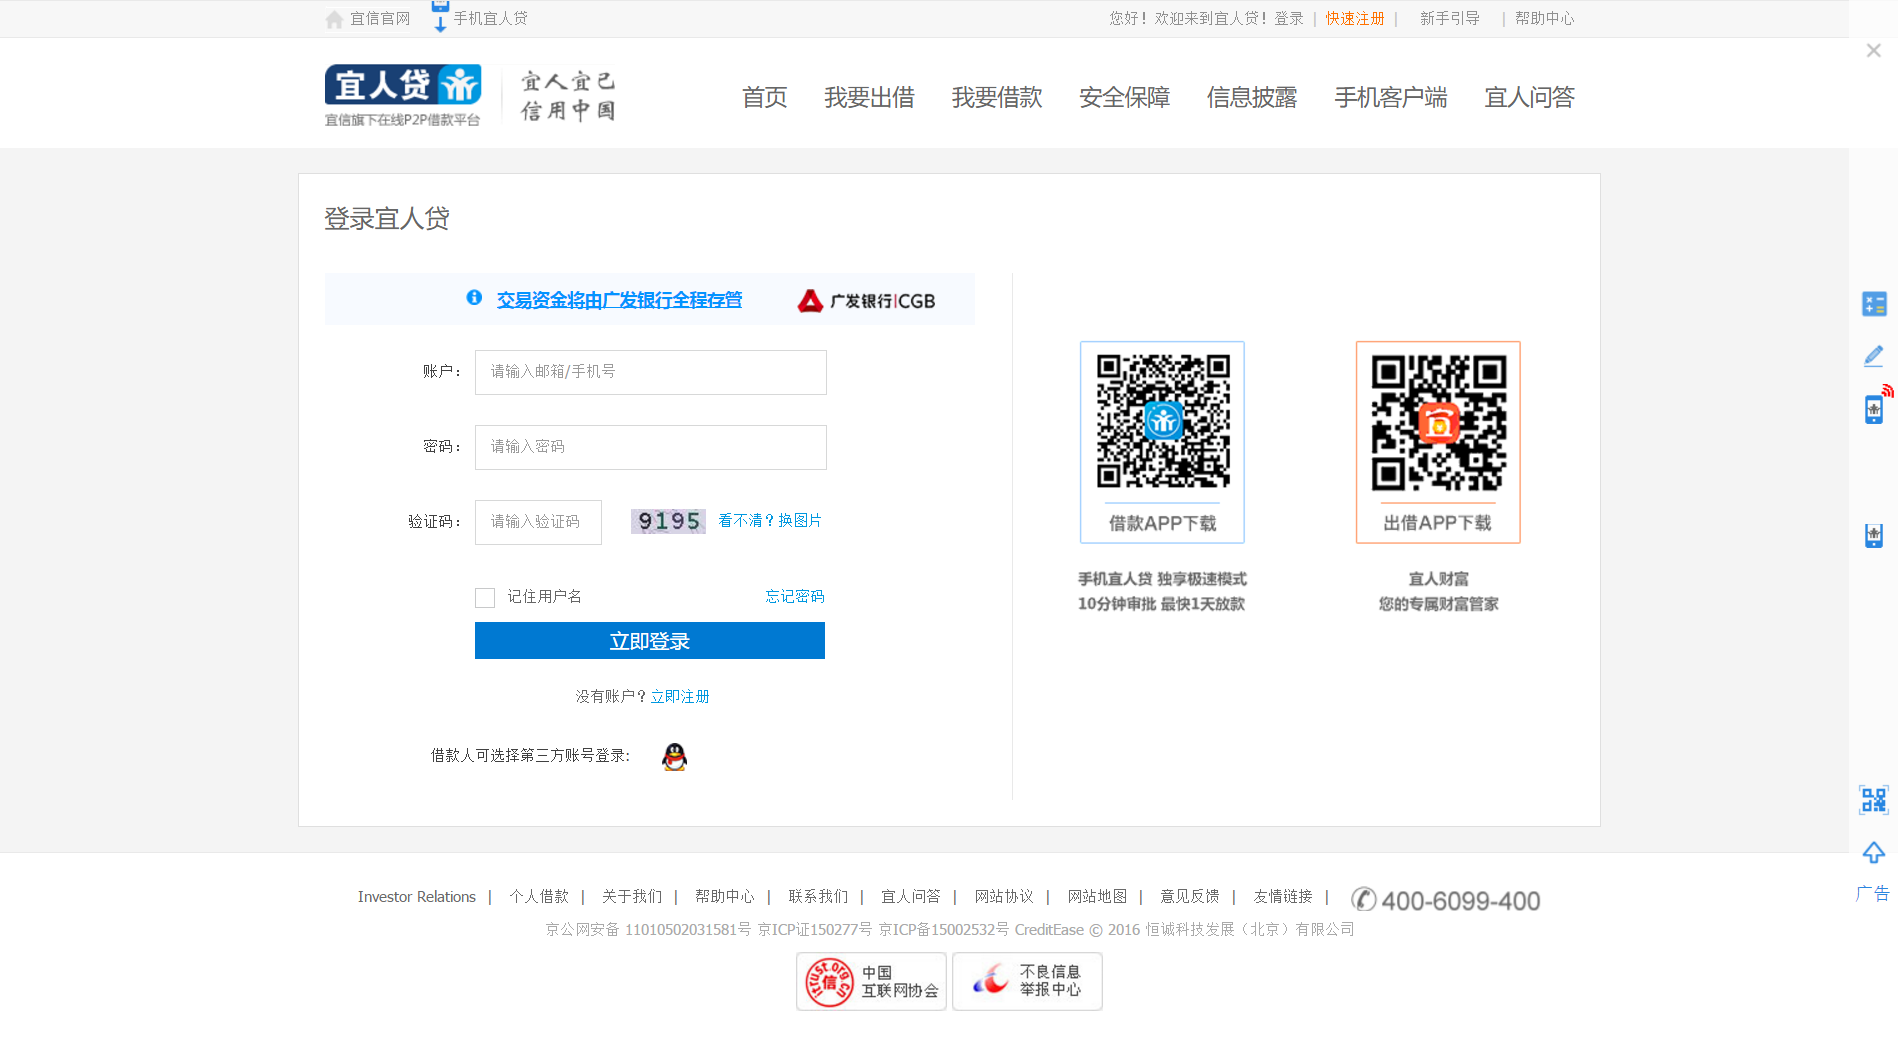 宜信官网 手机宜人贷 您好！欢迎来到宜人贷！登录 | 快速注册 | 新手引导 | 帮助中心
宜人贷 宜人宜己
信用中国
宜信旗下在线P2P借款平台
首页 我要出借 我要借款 安全保障 信息披露 手机客户端 宜人问答
登录宜人贷
交易资金将由广发银行全程存管 广发银行|CGB
账户： 请输入邮箱/手机号
密码： 请输入密码
验证码： 请输入验证码 9195 看不清？换图片
记住用户名 忘记密码
立即登录
没有账户？立即注册
借款人可选择第三方账号登录:
宜
借款APP下载 出借APP下载
手机宜人贷 独享极速模式 宜人财富
10分钟审批 最快1天放款 您的专属财富管家
广告
Investor Relations | 个人借款 | 关于我们 | 帮助中心 | 联系我们 | 宜人问答 | 网站协议 | 网站地图 | 意见反馈 | 友情链接 | 400-6099-400
京公网安备 11010502031581号 京ICP证150277号 京ICP备15002532号 CreditEase © 2016 恒诚科技发展（北京）有限公司
itrust.org.cn 信 中国
互联网协会
不良信息
举报中心